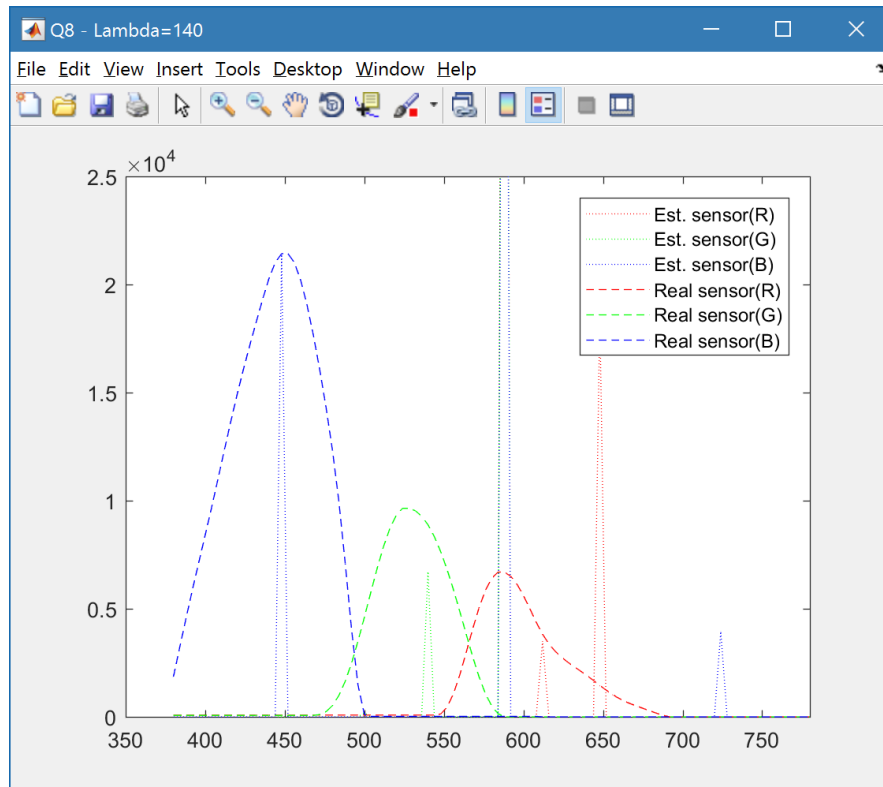 Q8 - Lambda=140
File Edit View Insert Tools Desktop Window Help
×10⁴
2.5
2
1.5
1
0.5
0
350 400 450 500 550 600 650 700 750
Est. sensor(R)
Est. sensor(G)
Est. sensor(B)
Real sensor(R)
Real sensor(G)
Real sensor(B)